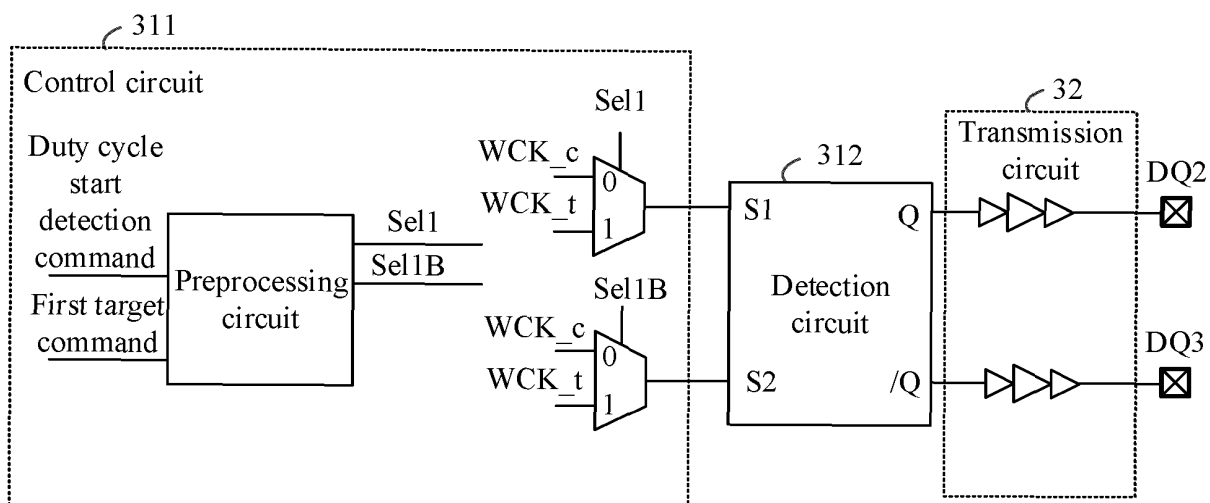 311
Control circuit
Duty cycle
start
detection
command
First target
command
Preprocessing
circuit
Sel1
Sel1B
Sel1
WCK_c
0
WCK_t
1
Sel1B
WCK_c
0
WCK_t
1
312
S1
Q
Detection
circuit
S2
/Q
32
Transmission
circuit
DQ2
DQ3